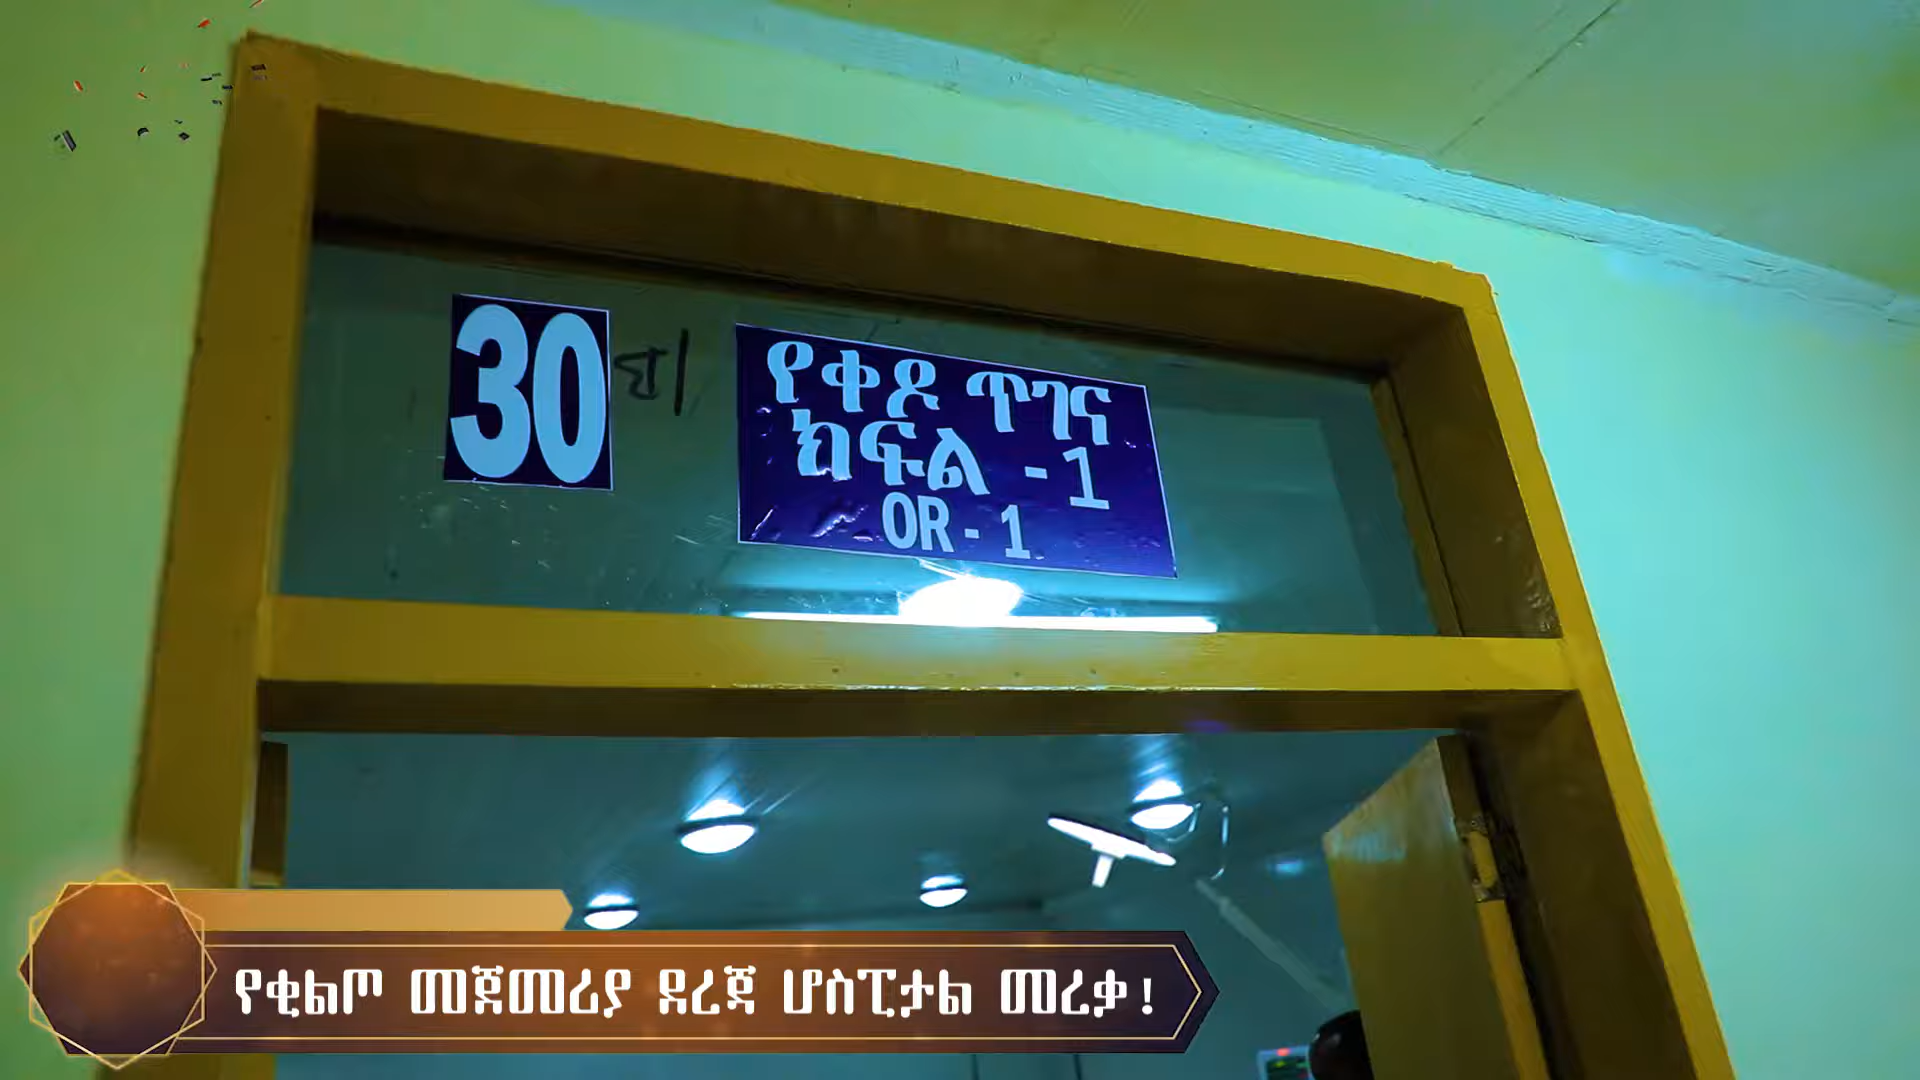 30
የቀዶ ጥገና
ክፍል - 1
OR - 1
የቂልጦ መጀመሪያ ደረጃ ሆስፒታል መረቃ!